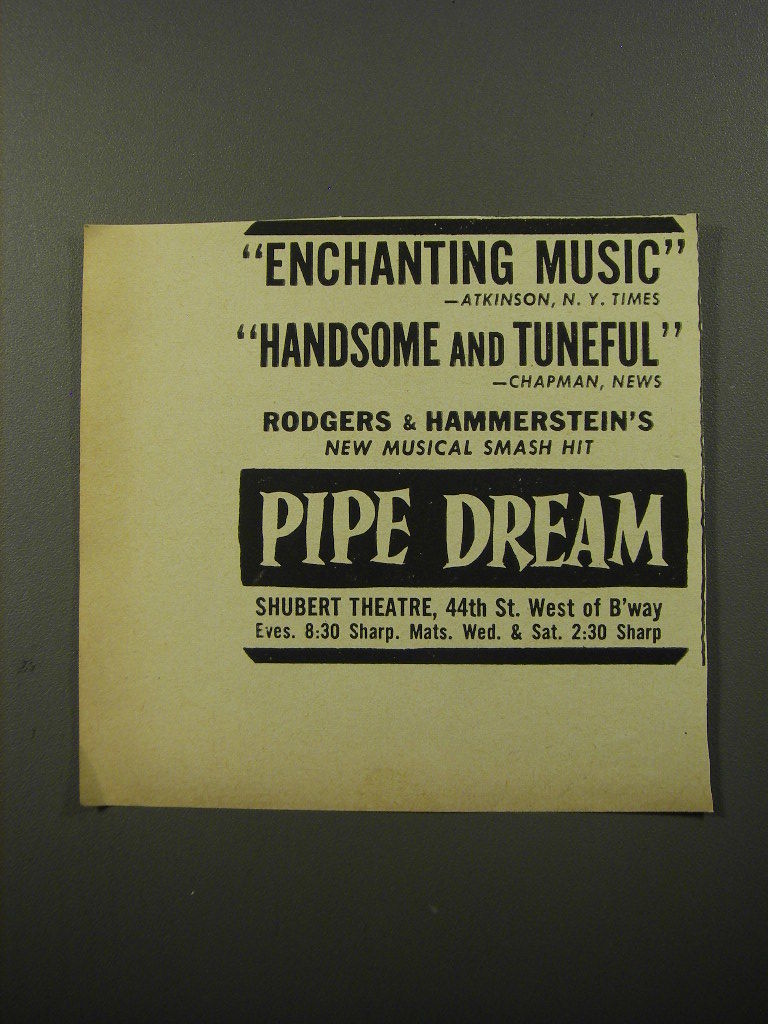 “ENCHANTING MUSIC”
—ATKINSON, N. Y. TIMES
“HANDSOME AND TUNEFUL”
—CHAPMAN, NEWS
RODGERS & HAMMERSTEIN'S
NEW MUSICAL SMASH HIT
PIPE DREAM
SHUBERT THEATRE, 44th St. West of B'way
Eves. 8:30 Sharp. Mats. Wed. & Sat. 2:30 Sharp